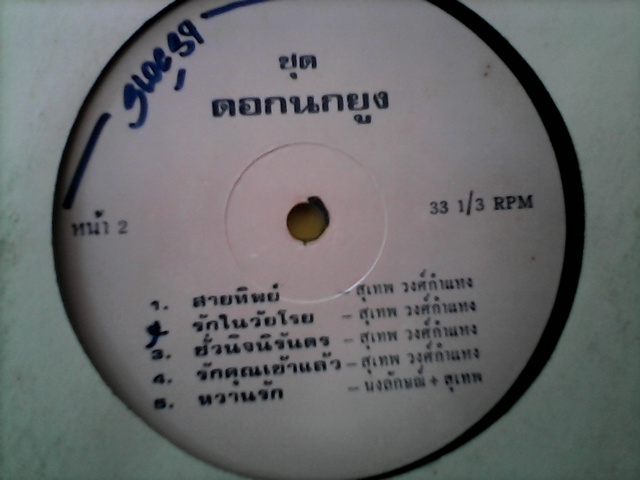 ชุด
ดอกนกยูง
หน้า 2
33 1/3 RPM
1. สายทิพย์ - สุเทพ วงศ์กำแหง
รักในวัยโรย - สุเทพ วงศ์กำแหง
3. ชั่วนิจนิรันดร - สุเทพ วงศ์กำแหง
4. รักคุณเข้าแล้ว - สุเทพ วงศ์กำแหง
5. หวานรัก - นงลักษณ์ + สุเทพ